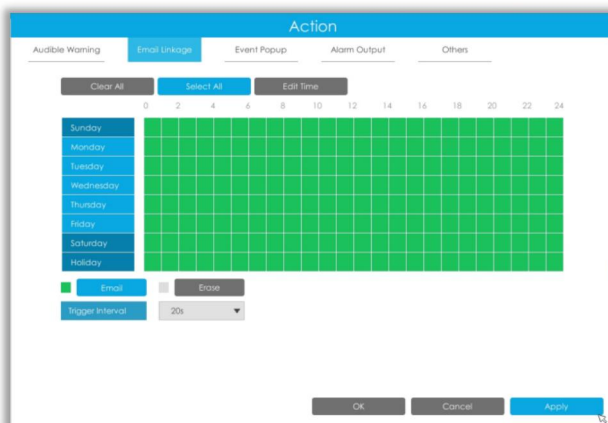 Action
Audible Warning Email Linkage Event Popup Alarm Output Others
Clear All Select All Edit Time
0 2 4 6 8 10 12 14 16 18 20 22 24
Sunday
Monday
Tuesday
Wednesday
Thursday
Friday
Saturday
Holiday
Email Erase
Trigger Interval 20s
OK Cancel Apply